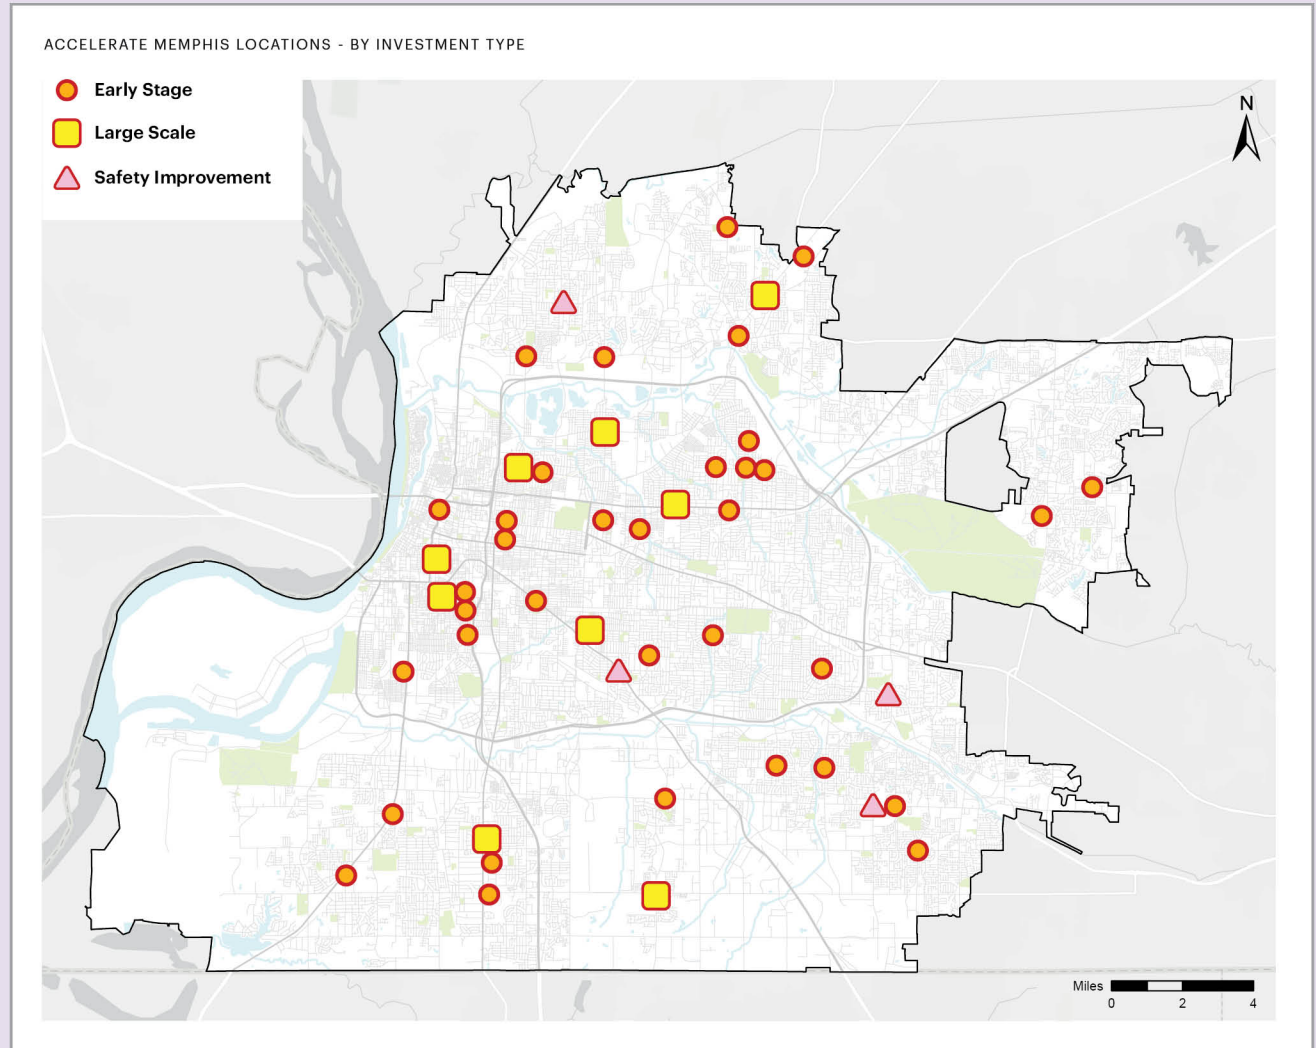 ACCELERATE MEMPHIS LOCATIONS - BY INVESTMENT TYPE
Early Stage
Large Scale
Safety Improvement
N
Miles
0 2 4